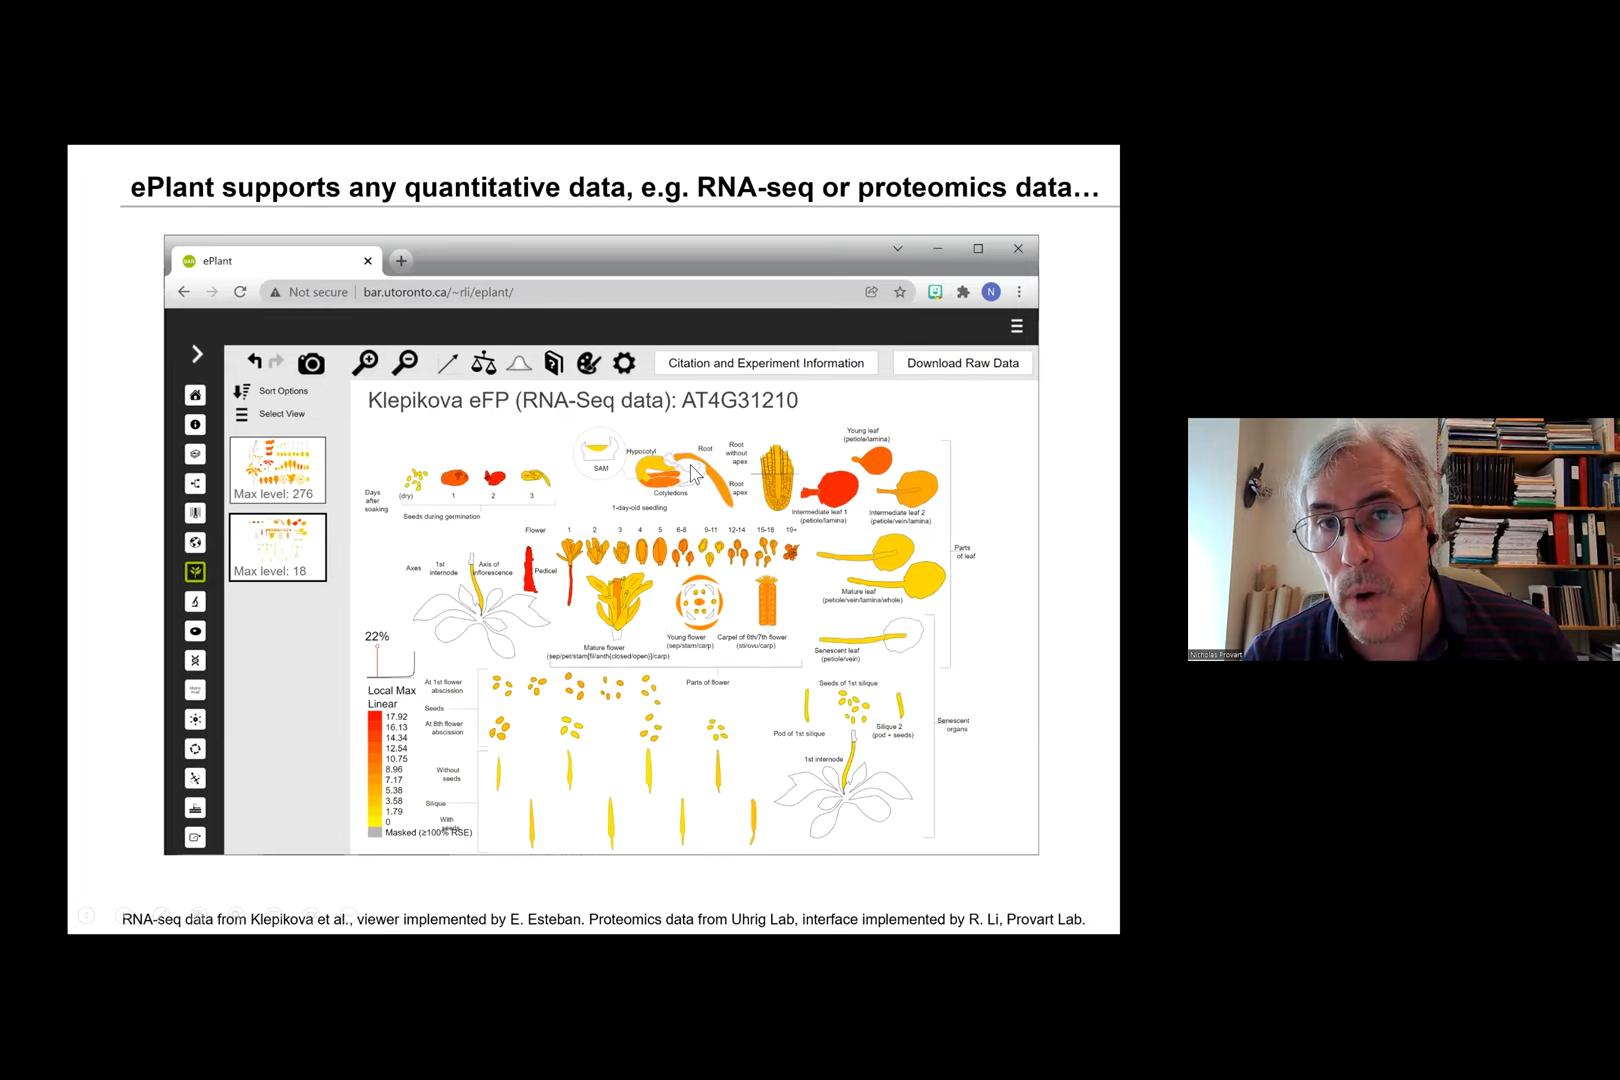 ePlant supports any quantitative data, e.g. RNA-seq or proteomics data…
ePlant
Not secure
bar.utoronto.ca/~rli/eplant/
N
Citation and Experiment Information
Download Raw Data
Sort Options
Select View
Max level: 276
Max level: 18
Klepikova eFP (RNA-Seq data): AT4G31210
Days after soaking
(dry)
1
2
3
Seeds during germination
SAM
Hypocotyl
Root
Cotyledons
1-day-old seedling
Root without apex
Root apex
Young leaf (petiole/lamina)
Intermediate leaf 1 (petiole/lamina)
Intermediate leaf 2 (petiole/vein/lamina)
Flower
1
2
3
4
5
6-8
9-11
12-14
15-18
19+
Axes
1st internode
Axis of inflorescence
Pedicel
Parts of leaf
Mature leaf (petiole/vein/lamina/whole)
Mature flower (sep/pet/stam[fil/anth(closed/open)]/carp)
Young flower (sep/stam/carp)
Carpel of 6th/7th flower (sti/ovu/carp)
Senescent leaf (petiole/vein)
Parts of flower
22%
Local Max
Linear
17.92
16.13
14.34
12.54
10.75
8.96
7.17
5.38
3.58
1.79
0
Masked (≥100% RSE)
At 1st flower abscission
Seeds
At 8th flower abscission
Without seeds
Silique
With seeds
Seeds of 1st silique
Pod of 1st silique
Silique 2 (pod + seeds)
1st internode
Senescent organs
RNA-seq data from Klepikova et al., viewer implemented by E. Esteban. Proteomics data from Uhrig Lab, interface implemented by R. Li, Provart Lab.
Nicholas Provart